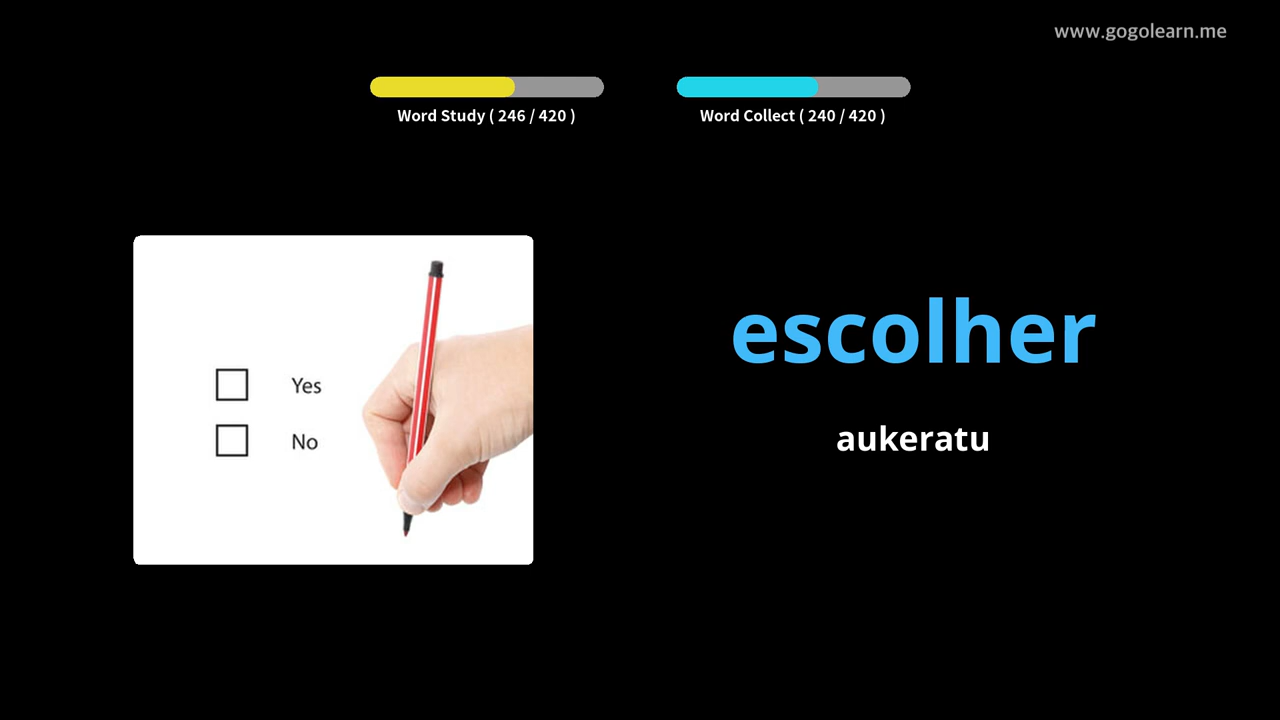 www.gogolearn.me
Word Study ( 246 / 420 )
Word Collect ( 240 / 420 )
Yes
No
escolher
aukeratu